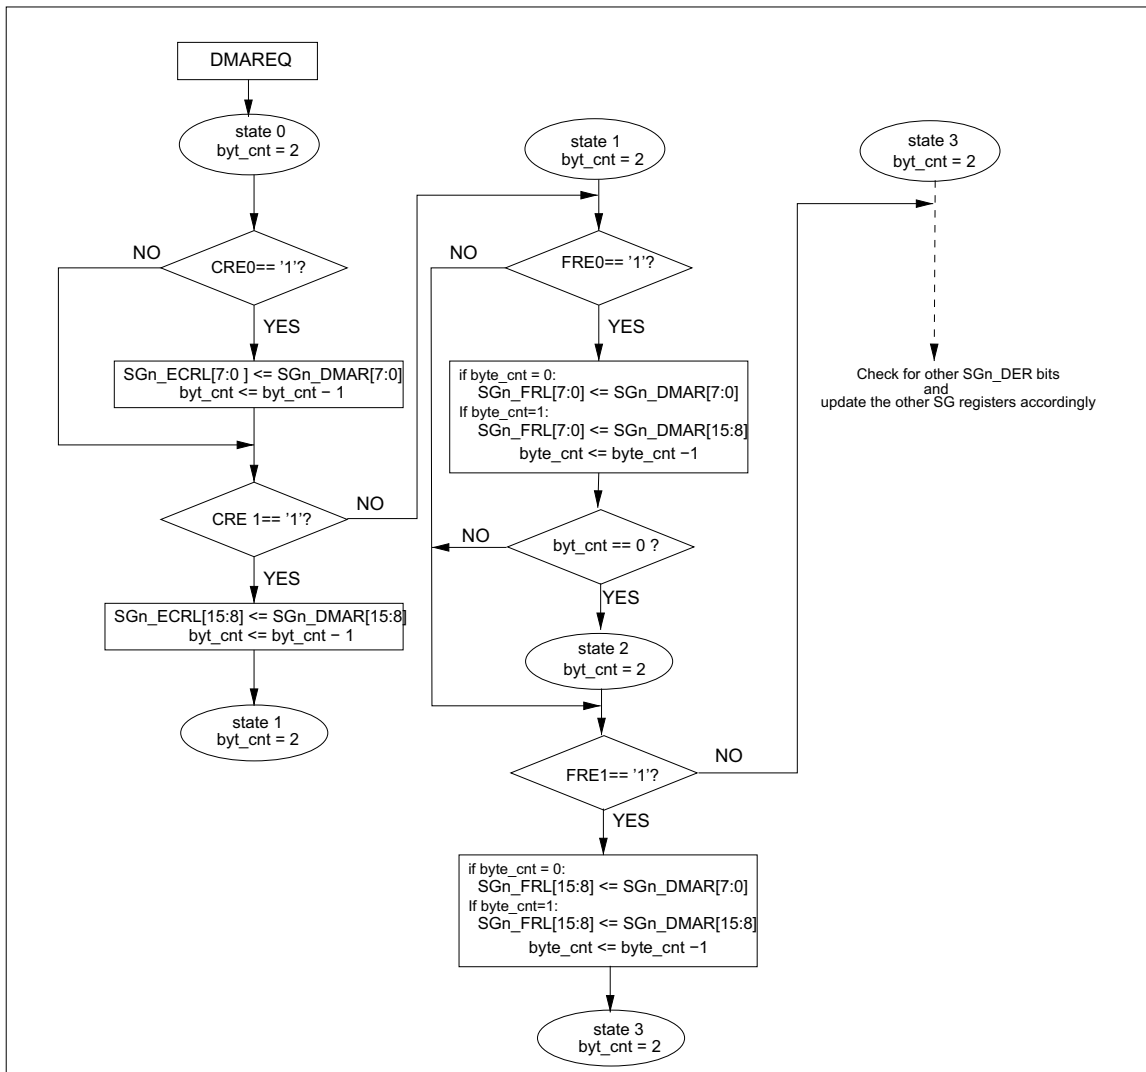 DMAREQ
state 0
byt_cnt = 2
NO
CRE0== '1'?
YES
SGn_ECRL[7:0 ] <= SGn_DMAR[7:0]
byt_cnt <= byt_cnt − 1
CRE 1== '1'?
NO
YES
SGn_ECRL[15:8] <= SGn_DMAR[15:8]
byt_cnt <= byt_cnt − 1
state 1
byt_cnt = 2
state 1
byt_cnt = 2
NO
FRE0== '1'?
YES
if byte_cnt = 0:
SGn_FRL[7:0] <= SGn_DMAR[7:0]
If byte_cnt=1:
SGn_FRL[7:0] <= SGn_DMAR[15:8]
byte_cnt <= byte_cnt −1
NO
byt_cnt == 0 ?
YES
state 2
byt_cnt = 2
FRE1== '1'?
NO
YES
if byte_cnt = 0:
SGn_FRL[15:8] <= SGn_DMAR[7:0]
If byte_cnt=1:
SGn_FRL[15:8] <= SGn_DMAR[15:8]
byte_cnt <= byte_cnt −1
state 3
byt_cnt = 2
state 3
byt_cnt = 2
Check for other SGn_DER bits
and
update the other SG registers accordingly